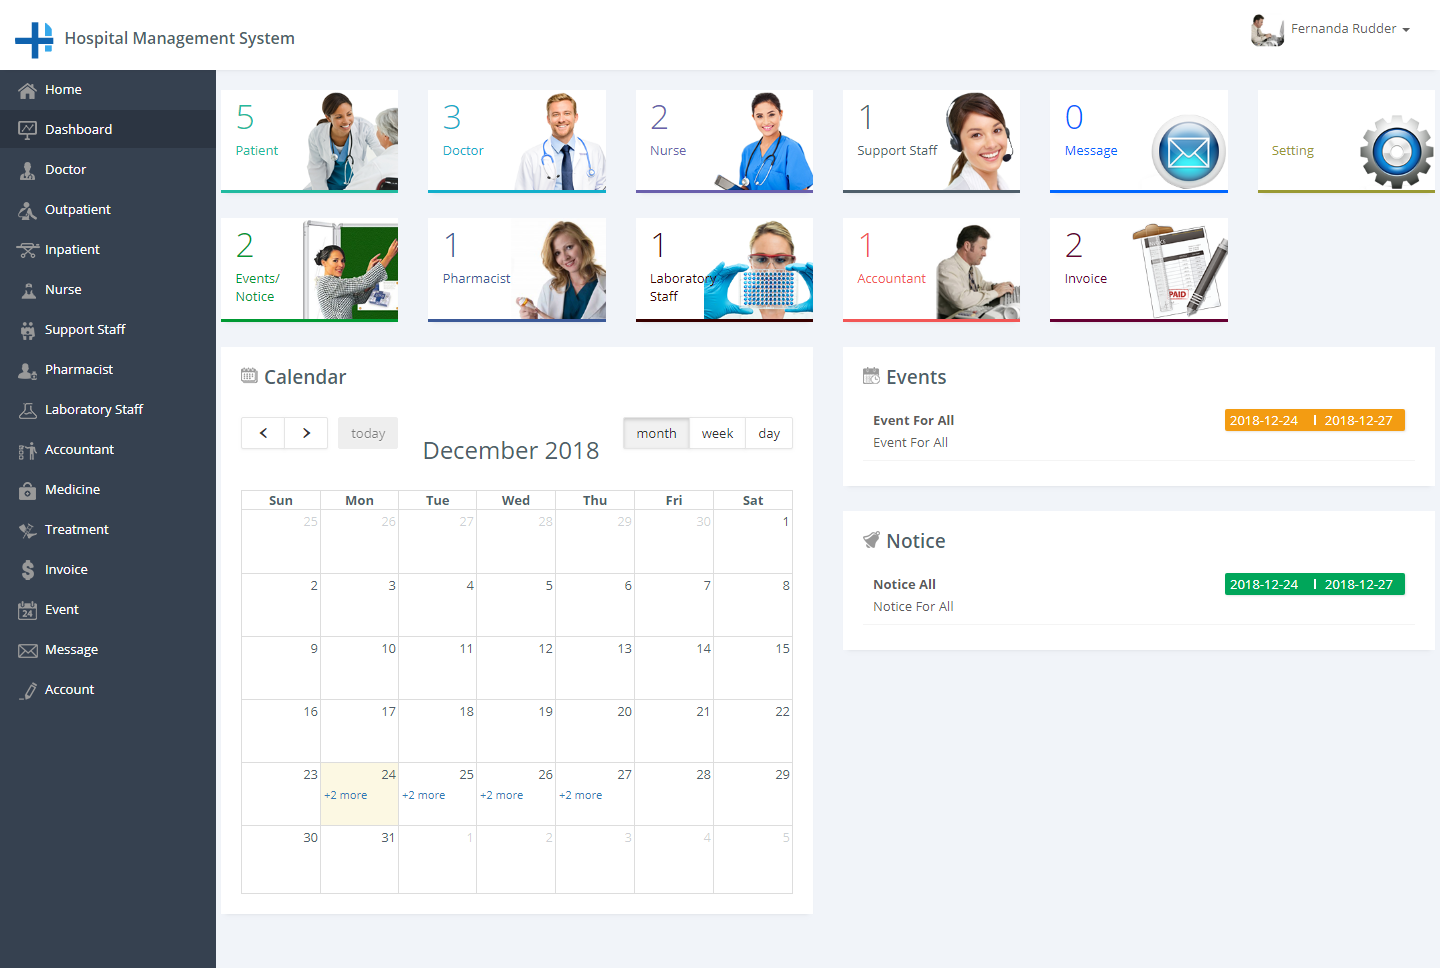 Hospital Management System
Fernanda Rudder
Home
Dashboard
Doctor
Outpatient
Inpatient
Nurse
Support Staff
Pharmacist
Laboratory Staff
Accountant
Medicine
Treatment
Invoice
24
Event
Message
Account
5
Patient
3
Doctor
2
Nurse
1
Support Staff
0
Message
Setting
2
Events/
Notice
1
Pharmacist
1
Laboratory
Staff
1
Accountant
2
Invoice
PAID
Calendar
today
December 2018
month week day
Sun Mon Tue Wed Thu Fri Sat
25 26 27 28 29 30 1
2 3 4 5 6 7 8
9 10 11 12 13 14 15
16 17 18 19 20 21 22
23 24 25 26 27 28 29
+2 more +2 more +2 more +2 more
30 31 1 2 3 4 5
Events
Event For All 2018-12-24 | 2018-12-27
Event For All
Notice
Notice All 2018-12-24 | 2018-12-27
Notice For All